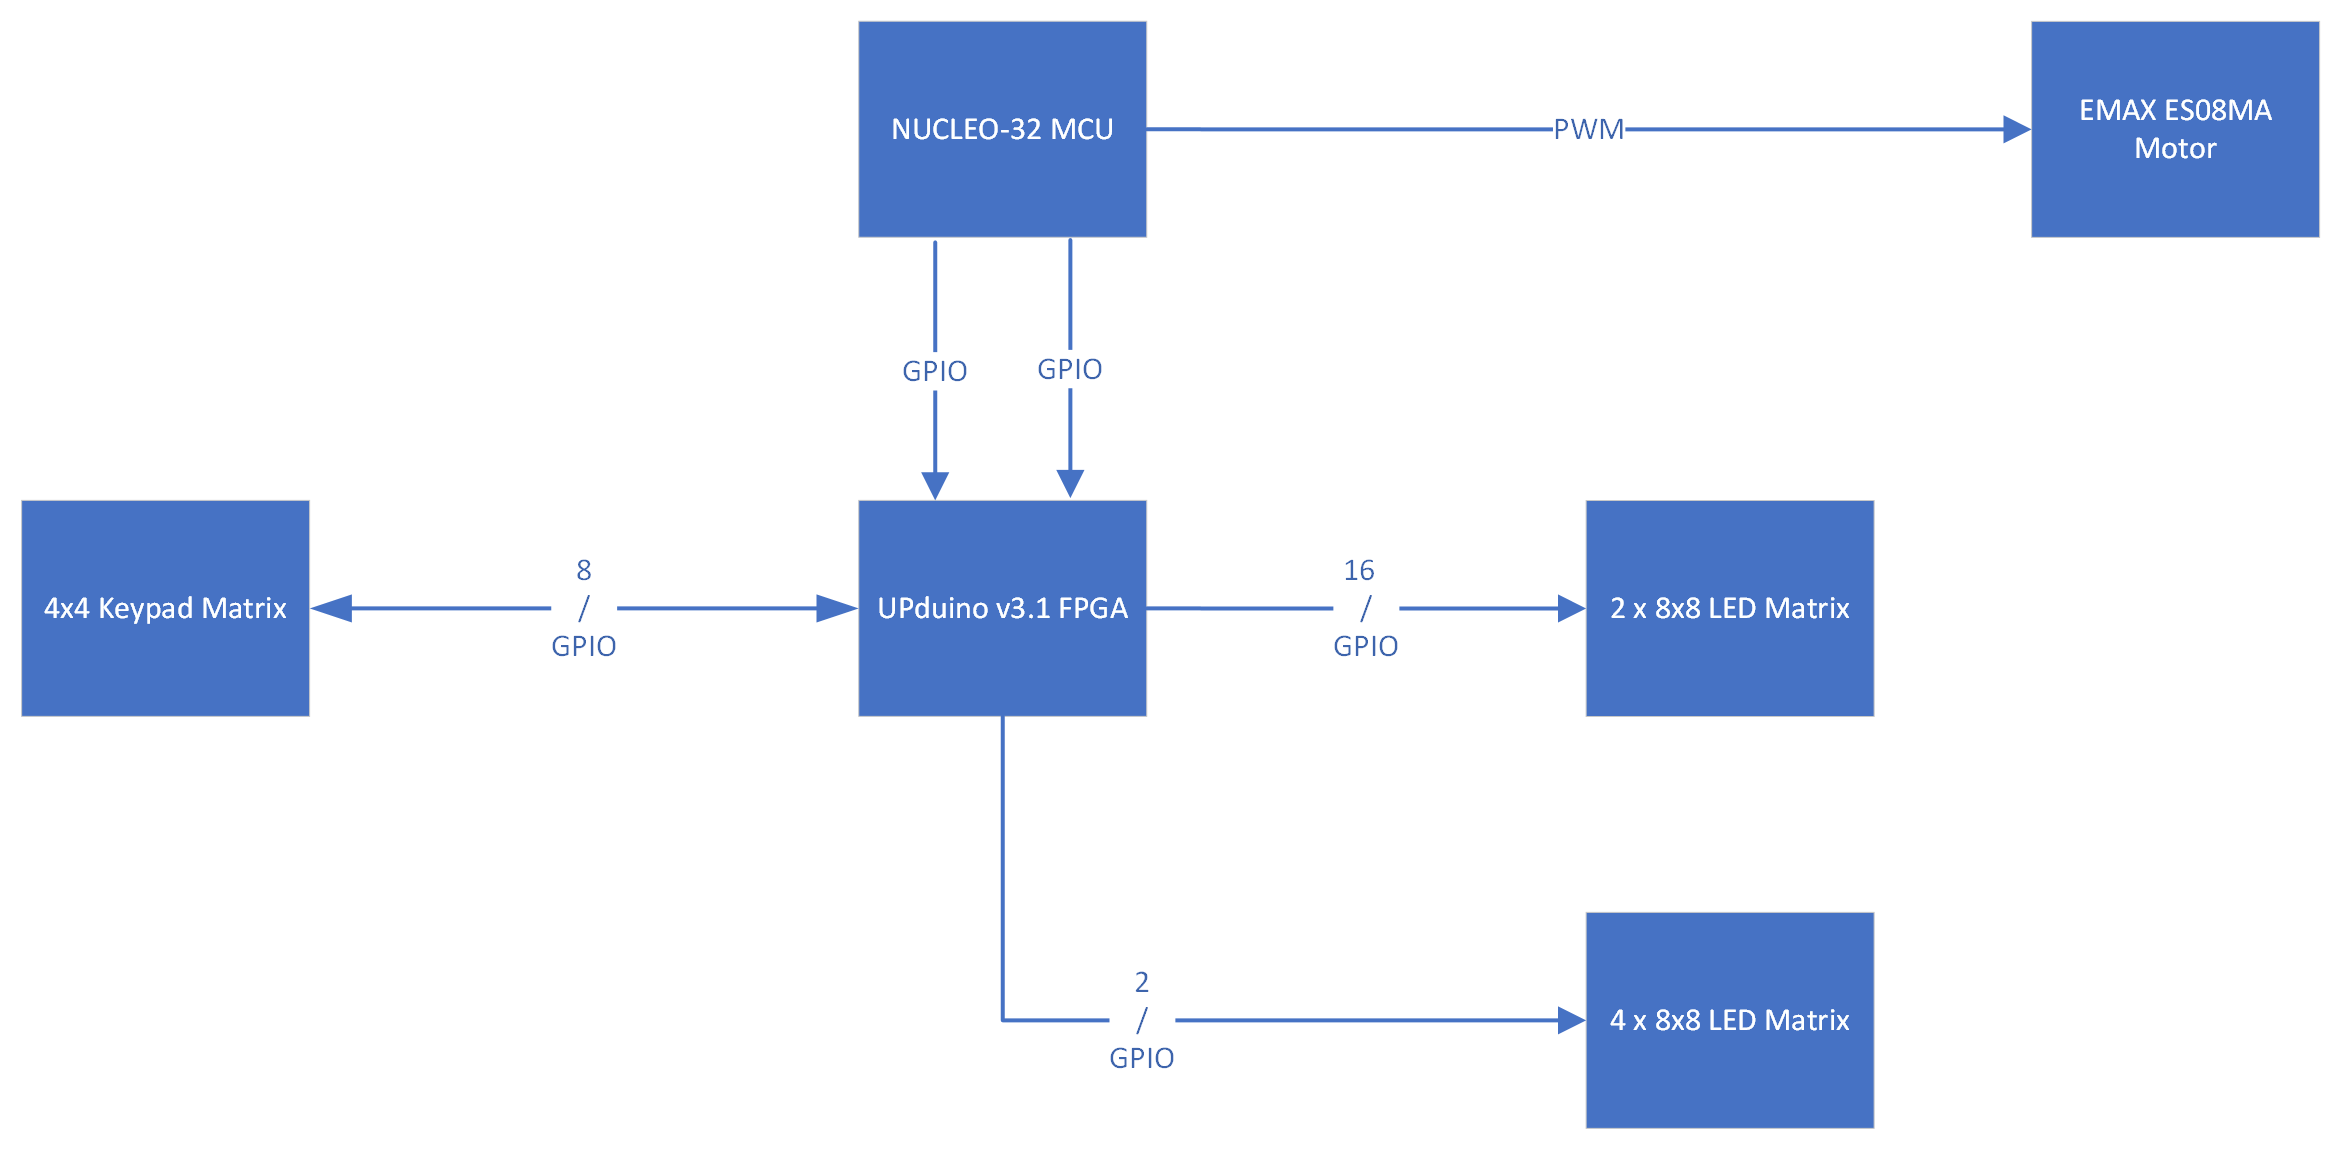 NUCLEO-32 MCU
PWM
EMAX ES08MA
Motor
GPIO
GPIO
4x4 Keypad Matrix
8
/
GPIO
UPduino v3.1 FPGA
16
/
GPIO
2 x 8x8 LED Matrix
2
/
GPIO
4 x 8x8 LED Matrix